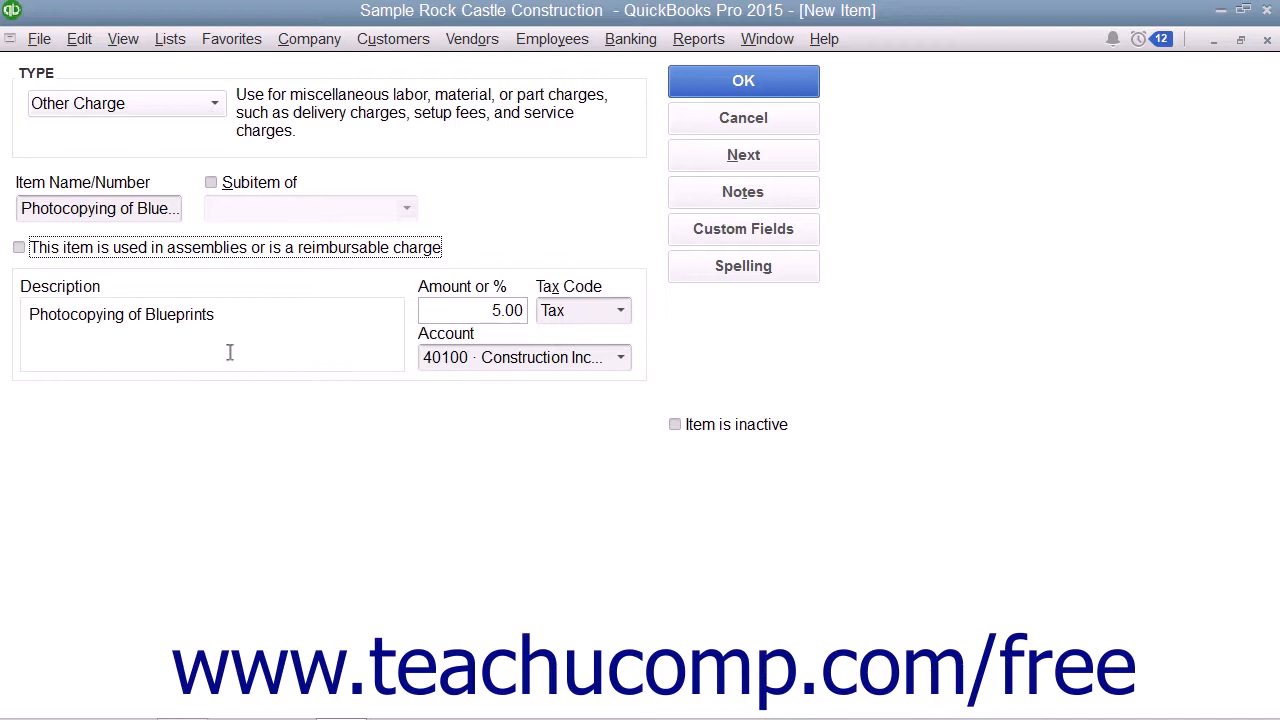 Sample Rock Castle Construction - QuickBooks Pro 2015 - [New Item]
File Edit View Lists Favorites Company Customers Vendors Employees Banking Reports Window Help 12
TYPE
Other Charge
Use for miscellaneous labor, material, or part charges,
such as delivery charges, setup fees, and service
charges.
OK
Cancel
Next
Notes
Custom Fields
Spelling
Item Name/Number
Subitem of
Photocopying of Blue...
This item is used in assemblies or is a reimbursable charge
Description
Amount or %
Tax Code
Photocopying of Blueprints
5.00
Tax
Account
40100 · Construction Inc...
Item is inactive
www.teachucomp.com/free